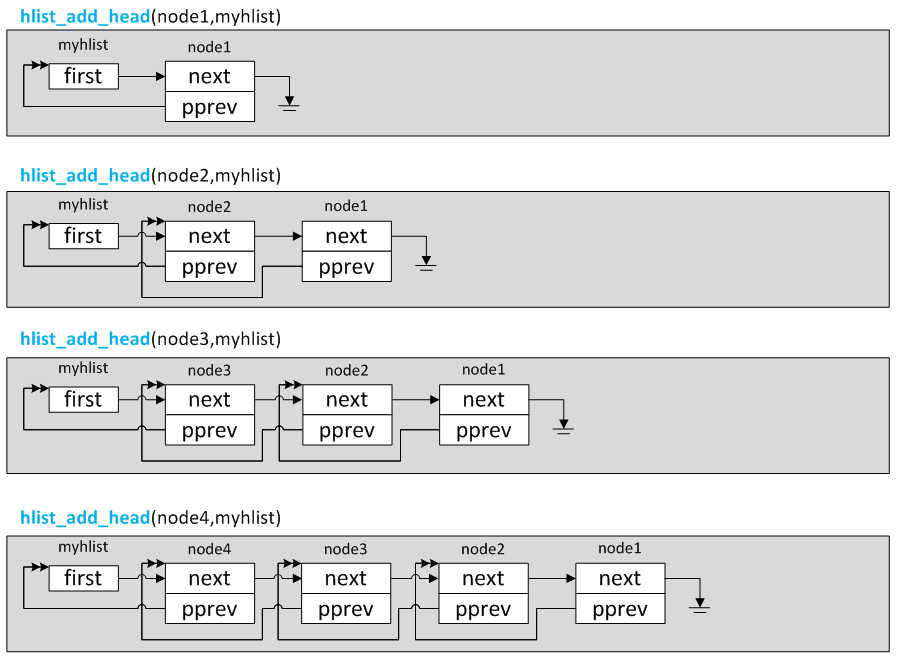 hlist_add_head(node1,myhlist)
myhlist node1
first next
pprev
hlist_add_head(node2,myhlist)
myhlist node2 node1
first next next
pprev pprev
hlist_add_head(node3,myhlist)
myhlist node3 node2 node1
first next next next
pprev pprev pprev
hlist_add_head(node4,myhlist)
myhlist node4 node3 node2 node1
first next next next next
pprev pprev pprev pprev